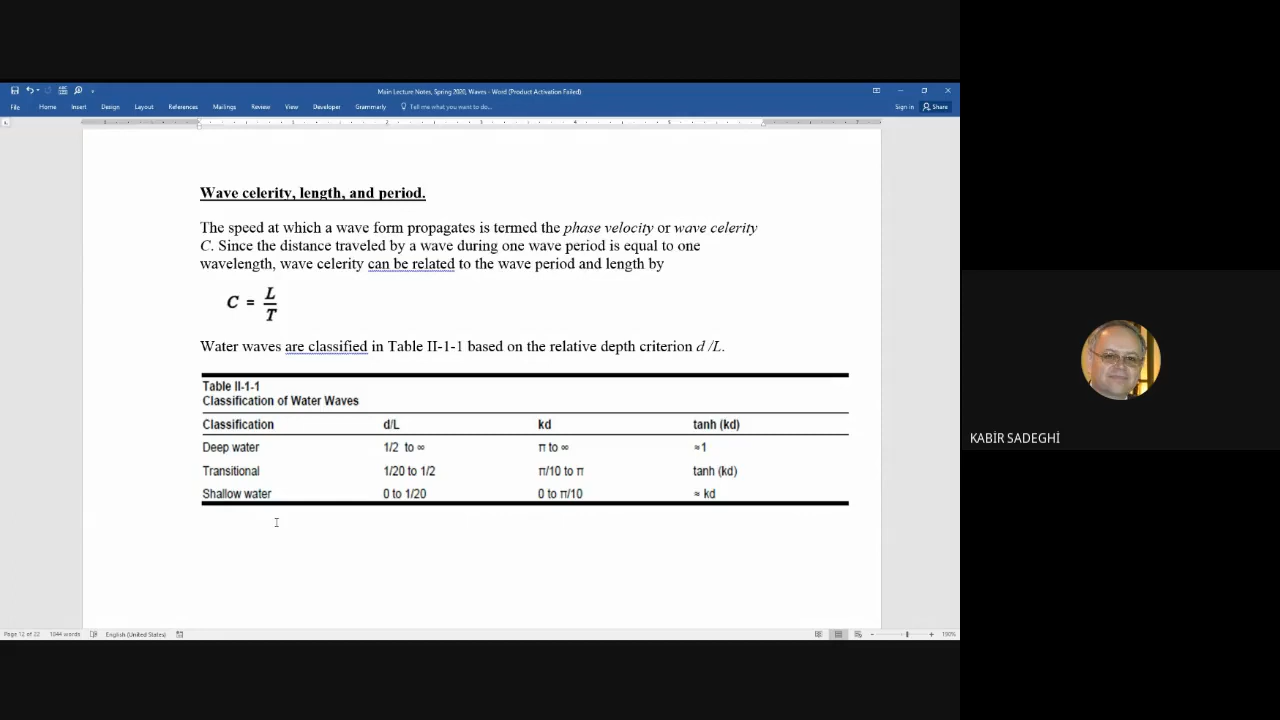 Main Lecture Notes, Spring 2020, Waves - Word (Product Activation Failed)
File Home Insert Design Layout References Mailings Review View Developer Grammarly Tell me what you want to do... Sign in Share
Wave celerity, length, and period.
The speed at which a wave form propagates is termed the phase velocity or wave celerity
C. Since the distance traveled by a wave during one wave period is equal to one
wavelength, wave celerity can be related to the wave period and length by
C = L/T
Water waves are classified in Table II-1-1 based on the relative depth criterion d /L.
Table II-1-1
Classification of Water Waves
Classification d/L kd tanh (kd)
Deep water 1/2 to ∞ π to ∞ ≈1
Transitional 1/20 to 1/2 π/10 to π tanh (kd)
Shallow water 0 to 1/20 0 to π/10 ≈ kd
KABİR SADEGHİ
Page 12 of 22 1844 words English (United States) 100%